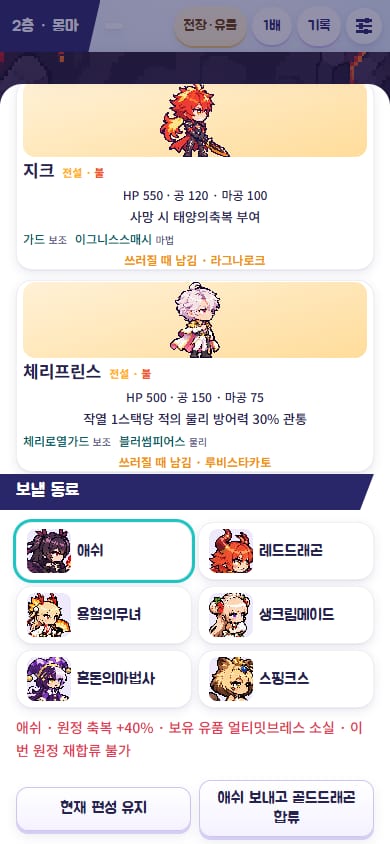 2층 · 몽마
전장·유틀
1배
기록
지크 전설 · 불
HP 550 · 공 120 · 마공 100
사망 시 태양의축복 부여
가드 보조 이그니스스매시 마법
쓰러질 때 남김 · 라그나로크
체리프린스 전설 · 불
HP 500 · 공 150 · 마공 75
작열 1스택당 적의 물리 방어력 30% 관통
체리로열가드 보조 블러썸피어스 물리
쓰러질 때 남김 · 루비스타카토
보낼 동료
애쉬
레드드래곤
용혈의무녀
생크림메이드
혼돈의마법사
스핑크스
애쉬 · 원정 축복 +40% · 보유 유품 얼티밋브레스 소실 · 이
번 원정 재합류 불가
현재 편성 유지
애쉬 보내고 골드드래곤
합류